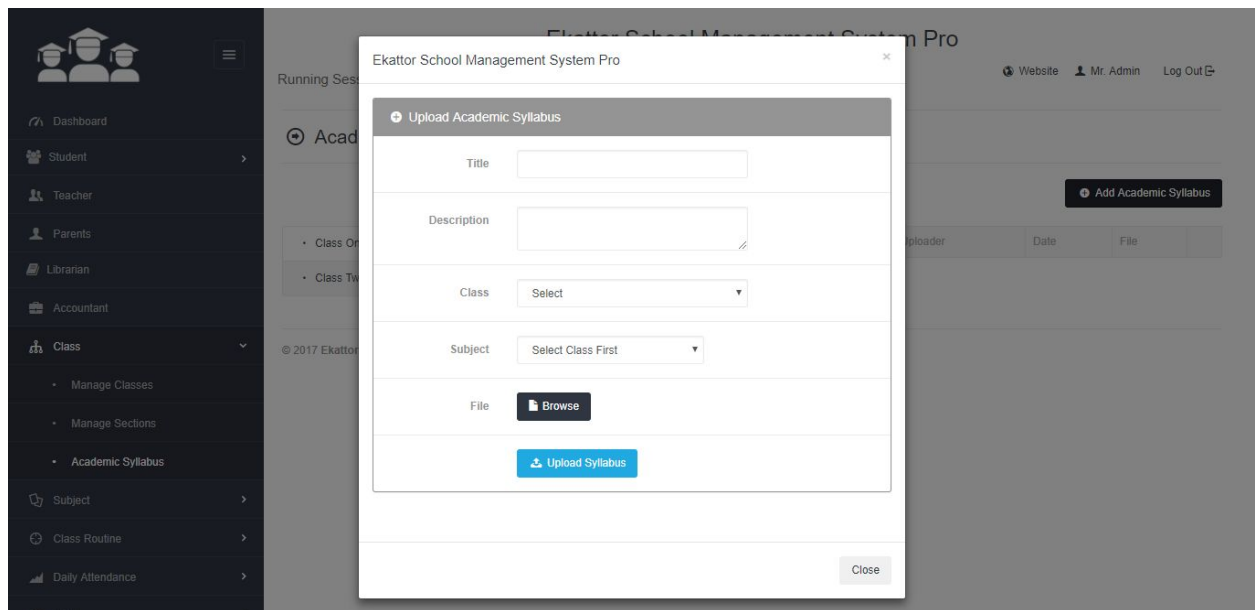 Ekattor School Management System Pro
Running Sess
Website Mr. Admin Log Out
Dashboard
Student
Teacher
Parents
Librarian
Accountant
Class
Manage Classes
Manage Sections
Academic Syllabus
Subject
Class Routine
Daily Attendance
Acad
Add Academic Syllabus
• Class On
• Class Tw
Uploader Date File
© 2017 Ekattor
Ekattor School Management System Pro ×
Upload Academic Syllabus
Title
Description
Class Select
Subject Select Class First
File Browse
Upload Syllabus
Close